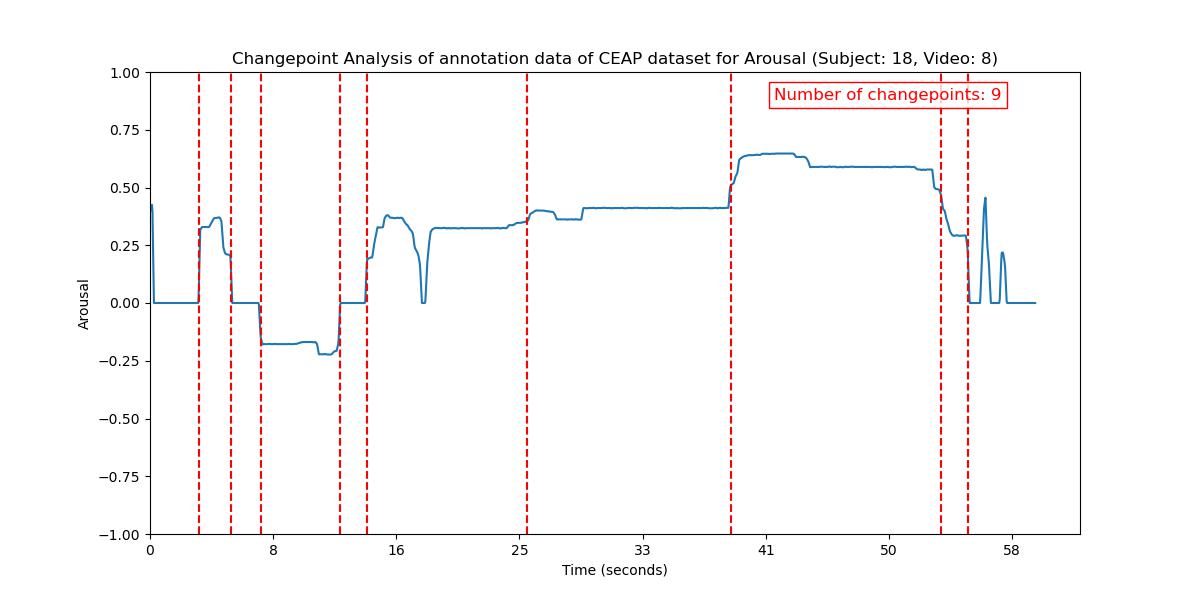 Changepoint Analysis of annotation data of CEAP dataset for Arousal (Subject: 18, Video: 8)
Number of changepoints: 9
1.00
0.75
0.50
0.25
0.00
−0.25
−0.50
−0.75
−1.00
Arousal
0 8 16 25 33 41 50 58
Time (seconds)